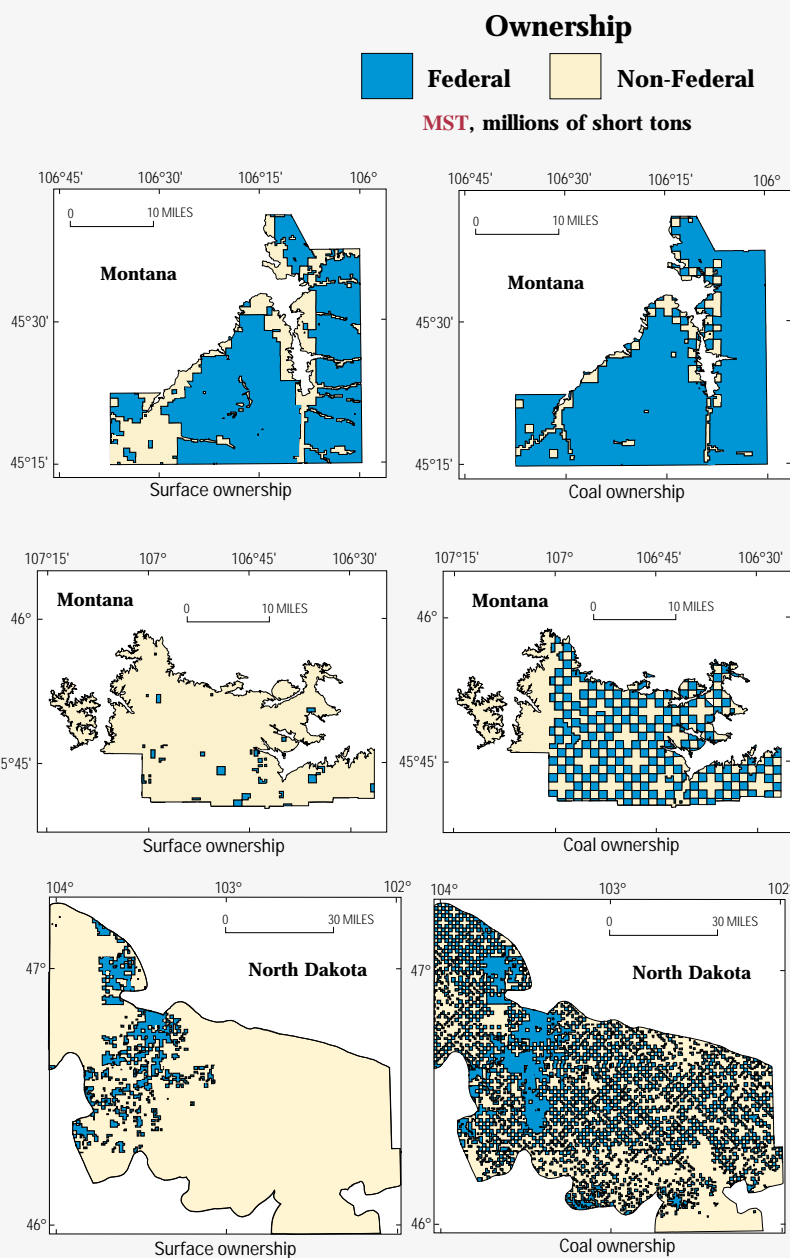 Ownership
Federal Non-Federal
MST, millions of short tons
106°45' 106°30' 106°15' 106°
0 10 MILES
Montana
45°30'
45°15'
Surface ownership
106°45' 106°30' 106°15' 106°
0 10 MILES
Montana
45°30'
45°15'
Coal ownership
107°15' 107° 106°45' 106°30'
Montana
0 10 MILES
46°
5°45'
Surface ownership
107°15' 107° 106°45' 106°30'
Montana
0 10 MILES
46°
45°45'
Coal ownership
104° 103° 102°
0 30 MILES
North Dakota
47°
46°
Surface ownership
104° 103° 102°
0 30 MILES
North Dakota
47°
46°
Coal ownership